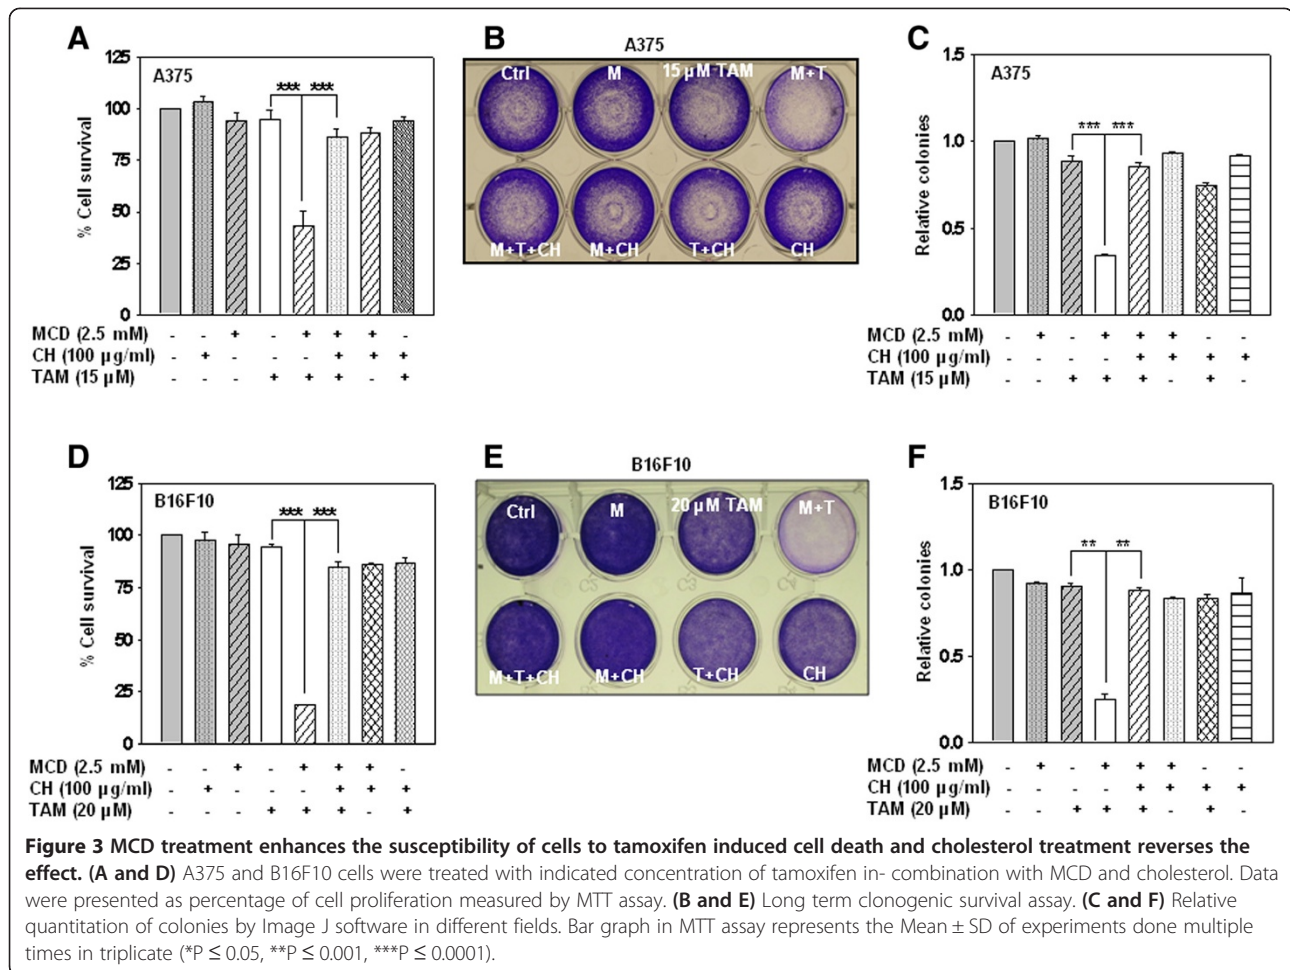 A
125
100
75
50
25
0
% Cell survival
A375
*** ***
MCD (2.5 mM) - - + - + + + -
CH (100 µg/ml) - + - - - + + +
TAM (15 µM) - - - + + + - +
B
A375
Ctrl M 15 µM TAM M+T
M+T+CH M+CH T+CH CH
C
1.5
1.0
0.5
0.0
Relative colonies
A375
*** ***
MCD (2.5 mM) - + - + + + - -
CH (100 µg/ml) - - - - + + + +
TAM (15 µM) - - + + + - + -
D
125
100
75
50
25
0
% Cell survival
B16F10
*** ***
MCD (2.5 mM) - - + - + + + -
CH (100 µg/ml) - + - - - + + +
TAM (20 µM) - - - + + + - +
E
B16F10
Ctrl M 20 µM TAM M+T
M+T+CH M+CH T+CH CH
F
1.5
1.0
0.5
0.0
Relative colonies
B16F10
** **
MCD (2.5 mM) - + - + + + - -
CH (100 µg/ml) - - - - + + + +
TAM (20 µM) - - + + + - + -
Figure 3 MCD treatment enhances the susceptibility of cells to tamoxifen induced cell death and cholesterol treatment reverses the
effect. (A and D) A375 and B16F10 cells were treated with indicated concentration of tamoxifen in- combination with MCD and cholesterol. Data
were presented as percentage of cell proliferation measured by MTT assay. (B and E) Long term clonogenic survival assay. (C and F) Relative
quantitation of colonies by Image J software in different fields. Bar graph in MTT assay represents the Mean ± SD of experiments done multiple
times in triplicate (*P ≤ 0.05, **P ≤ 0.001, ***P ≤ 0.0001).